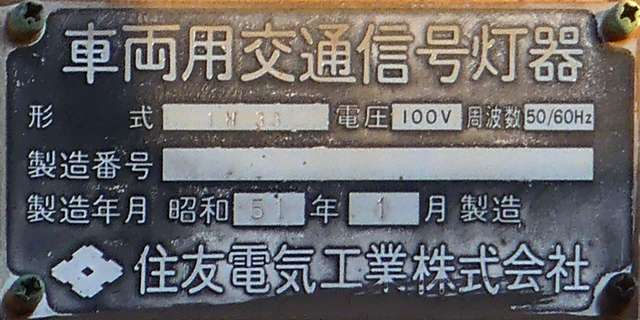 車両用交通信号灯器
形式 1M33 電圧 100V 周波数 50/60Hz
製造番号
製造年月 昭和 51 年 1 月 製造
住友電気工業株式会社